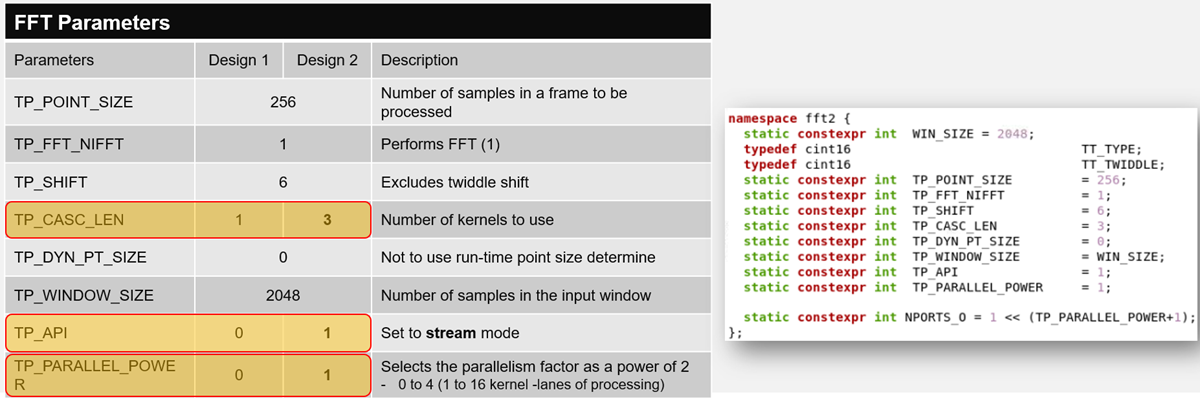 FFT Parameters
Parameters Design 1 Design 2 Description
TP_POINT_SIZE 256 Number of samples in a frame to be
processed
TP_FFT_NIFFT 1 Performs FFT (1)
TP_SHIFT 6 Excludes twiddle shift
TP_CASC_LEN 1 3 Number of kernels to use
TP_DYN_PT_SIZE 0 Not to use run-time point size determine
TP_WINDOW_SIZE 2048 Number of samples in the input window
TP_API 0 1 Set to stream mode
TP_PARALLEL_POWE
R 0 1 Selects the parallelism factor as a power of 2
- 0 to 4 (1 to 16 kernel -lanes of processing)
namespace fft2 {
static constexpr int WIN_SIZE = 2048;
typedef cint16 TT_TYPE;
typedef cint16 TT_TWIDDLE;
static constexpr int TP_POINT_SIZE = 256;
static constexpr int TP_FFT_NIFFT = 1;
static constexpr int TP_SHIFT = 6;
static constexpr int TP_CASC_LEN = 3;
static constexpr int TP_DYN_PT_SIZE = 0;
static constexpr int TP_WINDOW_SIZE = WIN_SIZE;
static constexpr int TP_API = 1;
static constexpr int TP_PARALLEL_POWER = 1;
static constexpr int NPORTS_O = 1 << (TP_PARALLEL_POWER+1);
};